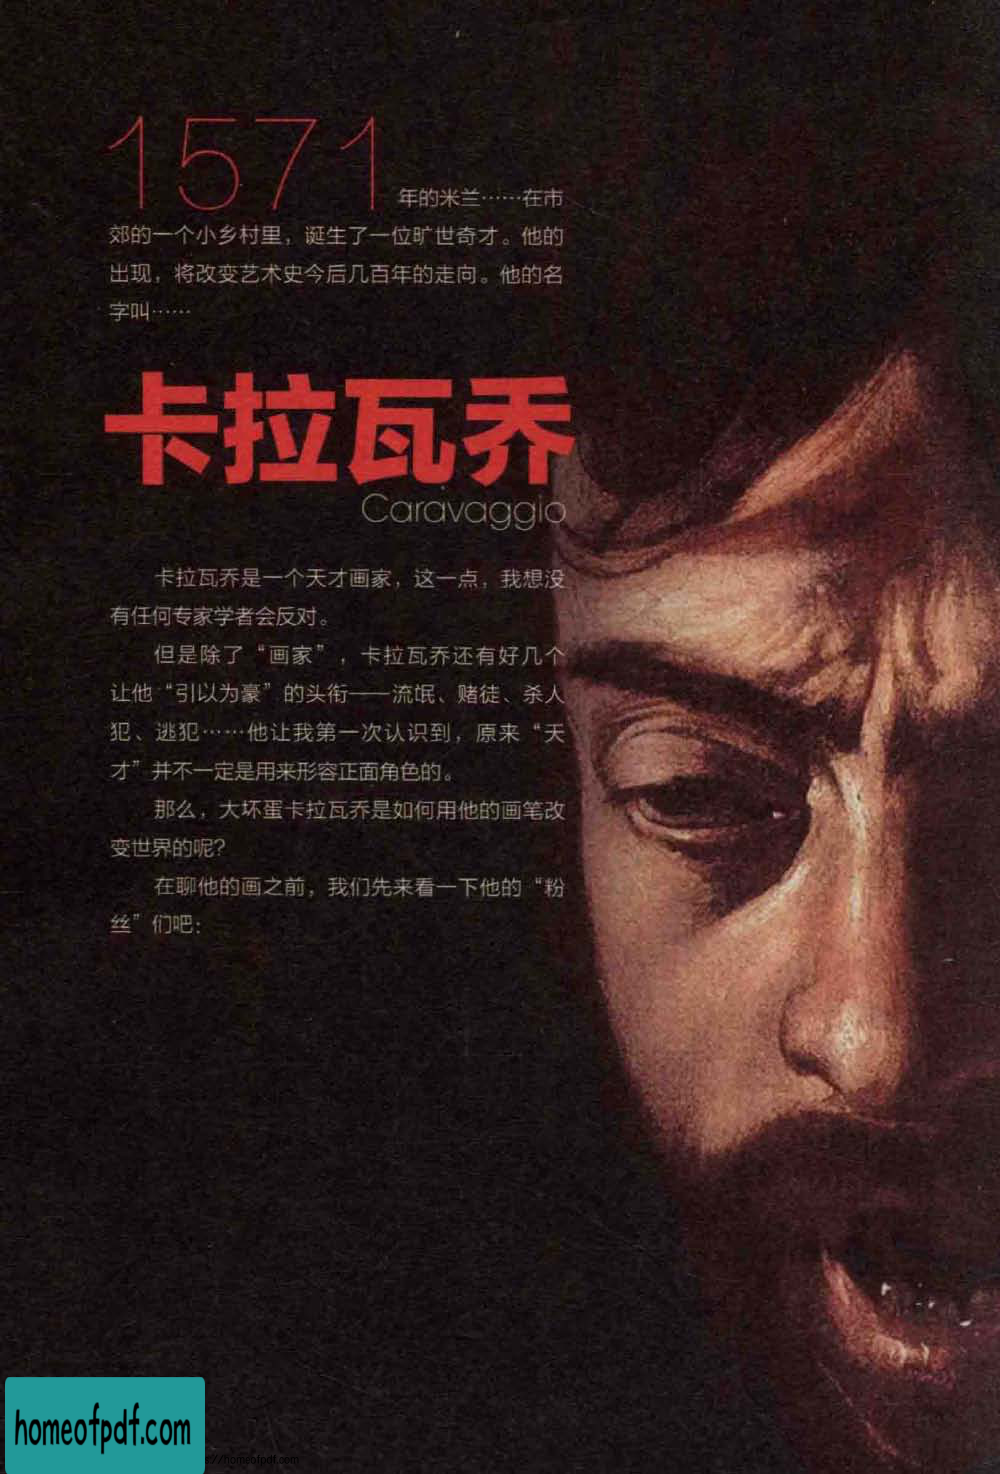 1571年的米兰……在市
郊的一个小乡村里，诞生了一位旷世奇才。他的
出现，将改变艺术史今后几百年的走向。他的名
字叫……
卡拉瓦乔
Caravaggio
卡拉瓦乔是一个天才画家，这一点，我想没
有任何专家学者会反对。
但是除了“画家”，卡拉瓦乔还有好几个
让他“引以为豪”的头衔——流氓、赌徒、杀人
犯、逃犯……他让我第一次认识到，原来“天
才”并不一定是用来形容正面角色的。
那么，大坏蛋卡拉瓦乔是如何用他的画笔改
变世界的呢？
在聊他的画之前，我们先来看一下他的“粉
丝”们吧：
homeofpdf.com
//homeofpdf.com